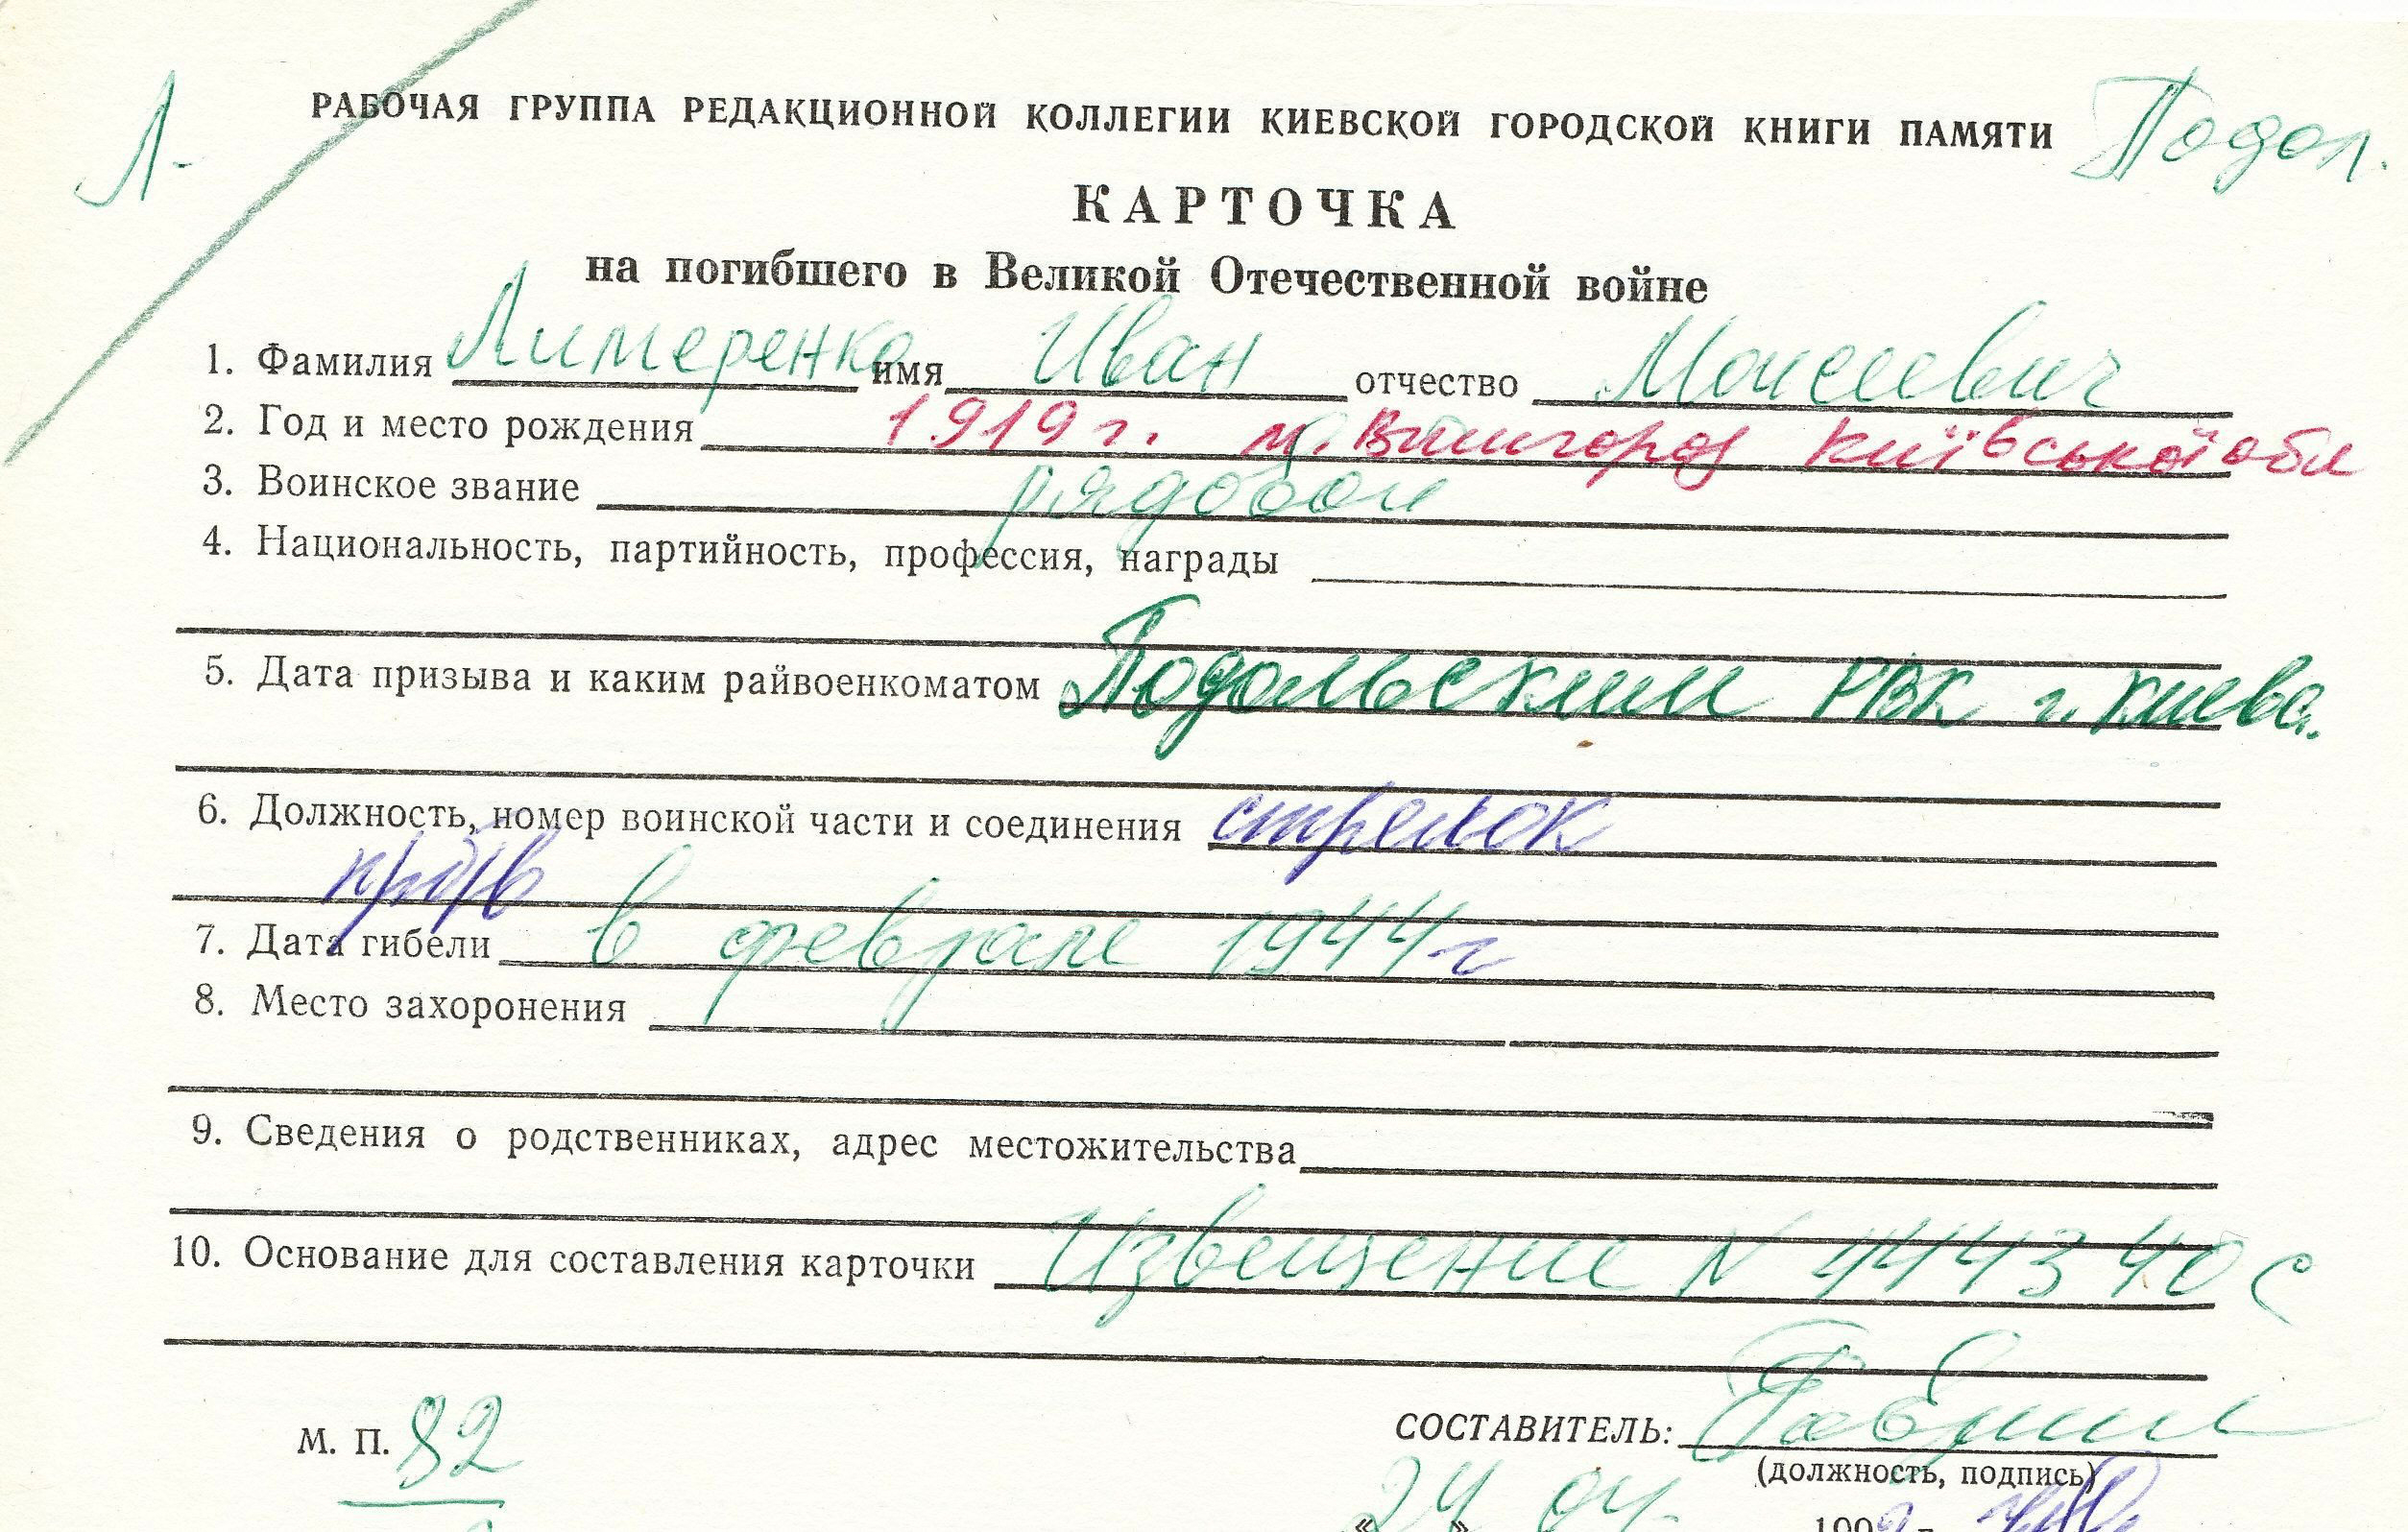 Л- РАБОЧАЯ ГРУППА РЕДАКЦИОННОЙ КОЛЛЕГИИ КИЕВСКОЙ ГОРОДСКОЙ КНИГИ ПАМЯТИ Подол.
КАРТОЧКА
на погибшего в Великой Отечественной войне
1. Фамилия Лимеренко имя Иван отчество Моисеевич
2. Год и место рождения 1919 г. м. Вишгород Київської обл
3. Воинское звание рядовой
4. Национальность, партийность, профессия, награды
5. Дата призыва и каким райвоенкоматом Подольским РВК г. Киева.
6. Должность, номер воинской части и соединения стрелок
7. Дата гибели в феврале 1944 г
8. Место захоронения
9. Сведения о родственниках, адрес местожительства
10. Основание для составления карточки Извещение N 444340 с
М. П. 92 СОСТАВИТЕЛЬ:
(должность, подпись)
« 24 » 04.